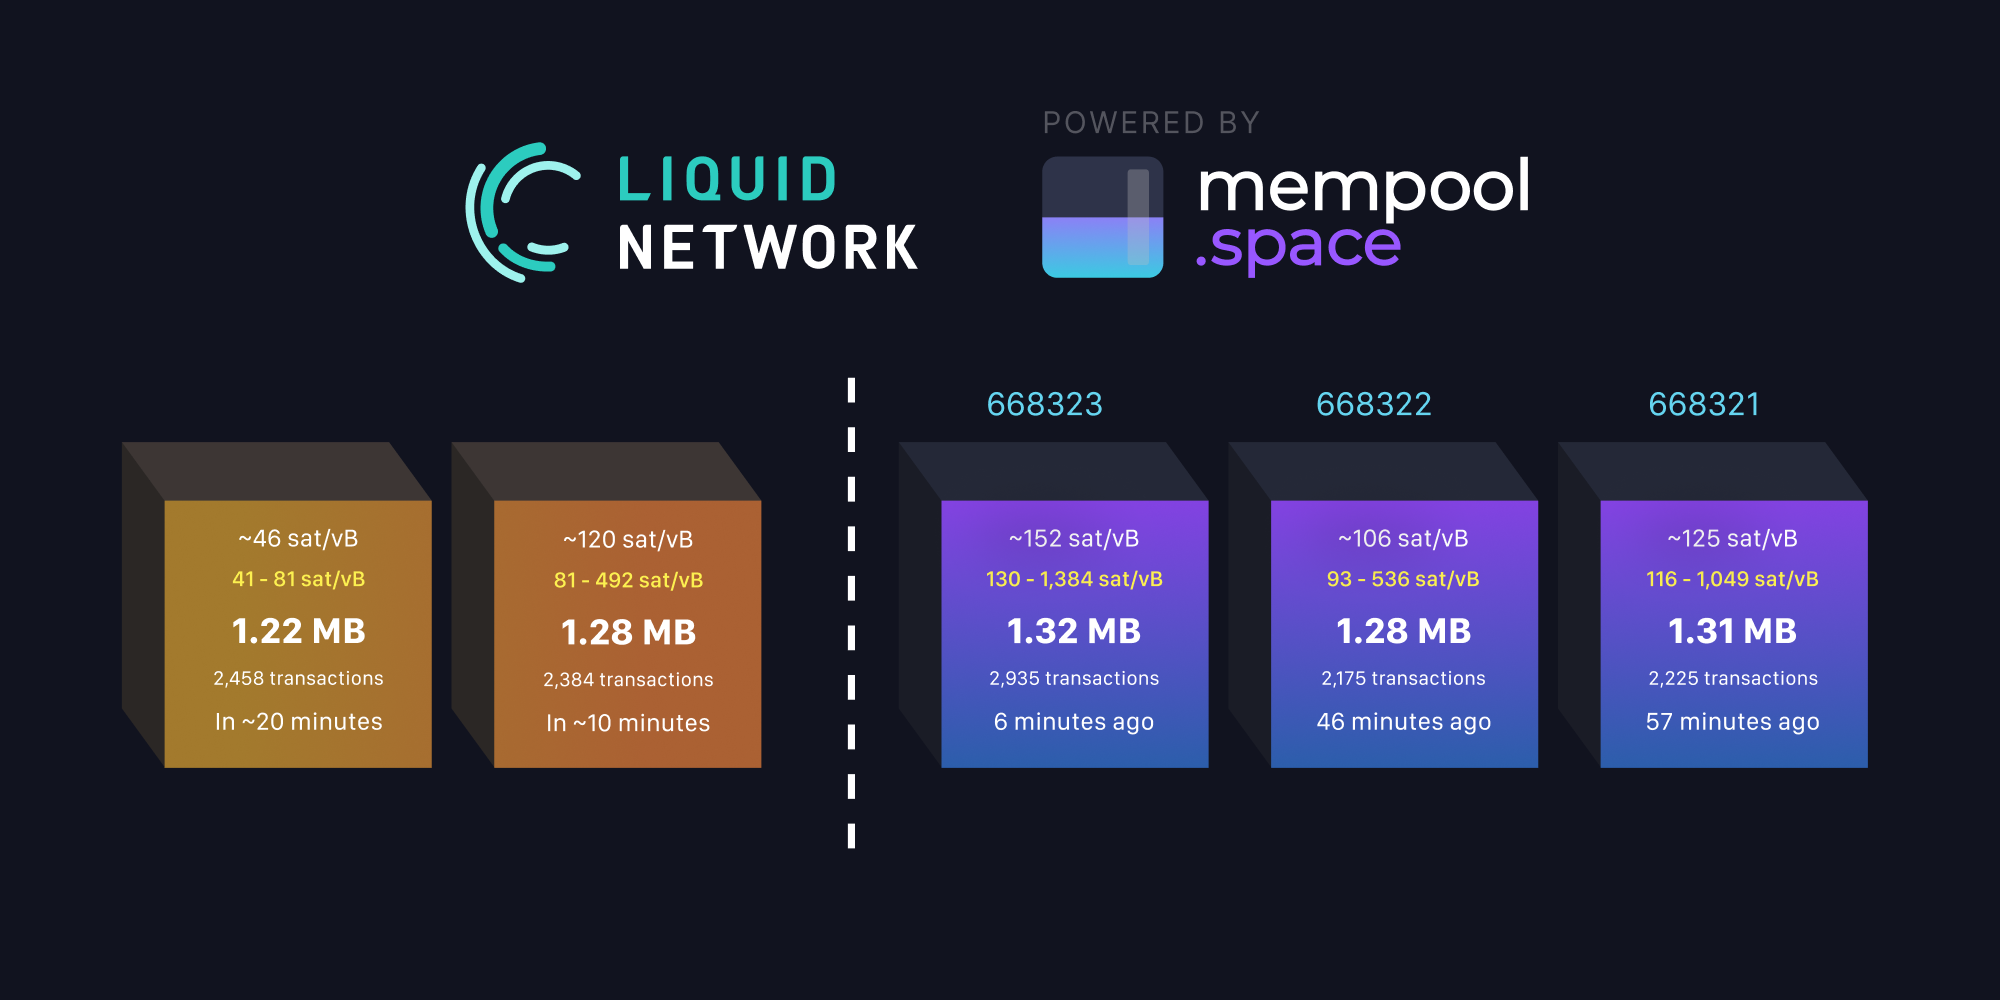 LIQUID
NETWORK
POWERED BY
mempool
.space
~46 sat/vB
41 - 81 sat/vB
1.22 MB
2,458 transactions
In ~20 minutes
~120 sat/vB
81 - 492 sat/vB
1.28 MB
2,384 transactions
In ~10 minutes
668323
~152 sat/vB
130 - 1,384 sat/vB
1.32 MB
2,935 transactions
6 minutes ago
668322
~106 sat/vB
93 - 536 sat/vB
1.28 MB
2,175 transactions
46 minutes ago
668321
~125 sat/vB
116 - 1,049 sat/vB
1.31 MB
2,225 transactions
57 minutes ago